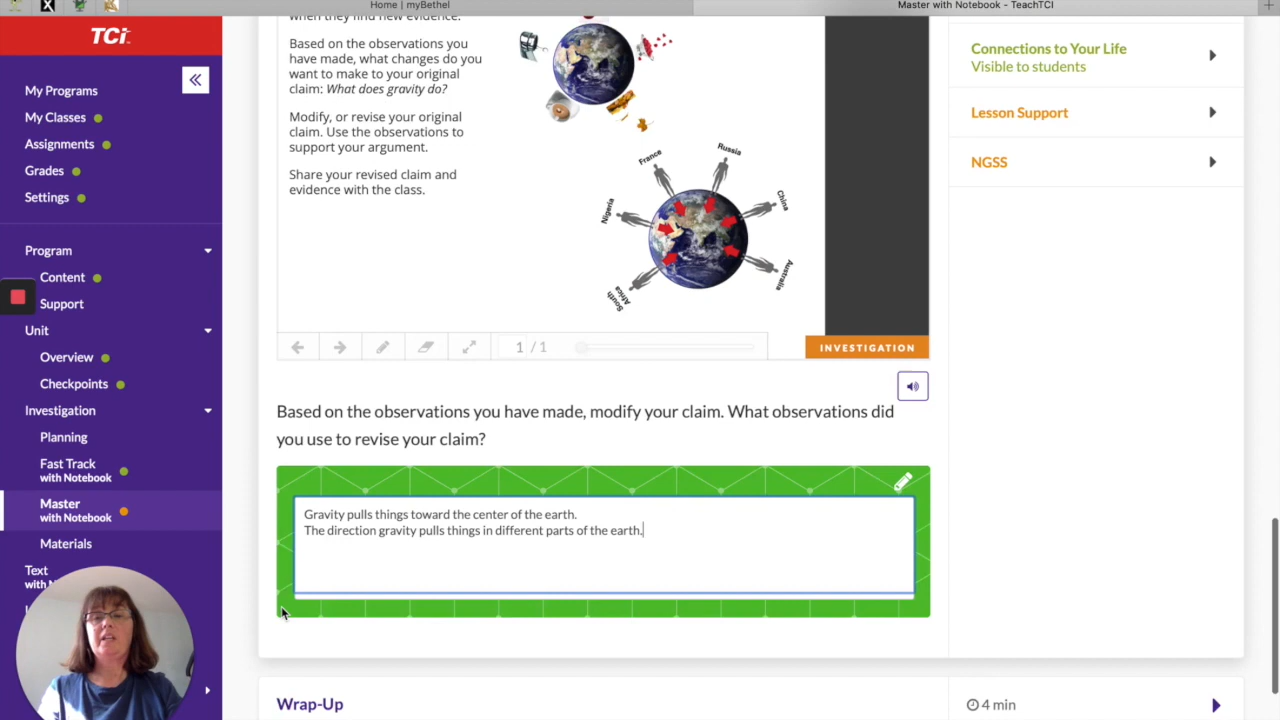 Home | myBethel
Master with Notebook - TeachTCI
TCi
My Programs
My Classes
Assignments
Grades
Settings
Program
Content
Support
Unit
Overview
Checkpoints
Investigation
Planning
Fast Track
with Notebook
Master
with Notebook
Materials
Text
when they find new evidence.
Based on the observations you
have made, what changes do you
want to make to your original
claim: What does gravity do?
Modify, or revise your original
claim. Use the observations to
support your argument.
Share your revised claim and
evidence with the class.
France
Russia
China
Nigeria
Australia
South
Africa
1 / 1
INVESTIGATION
Based on the observations you have made, modify your claim. What observations did
you use to revise your claim?
Gravity pulls things toward the center of the earth.
The direction gravity pulls things in different parts of the earth.
Wrap-Up
4 min
Connections to Your Life
Visible to students
Lesson Support
NGSS